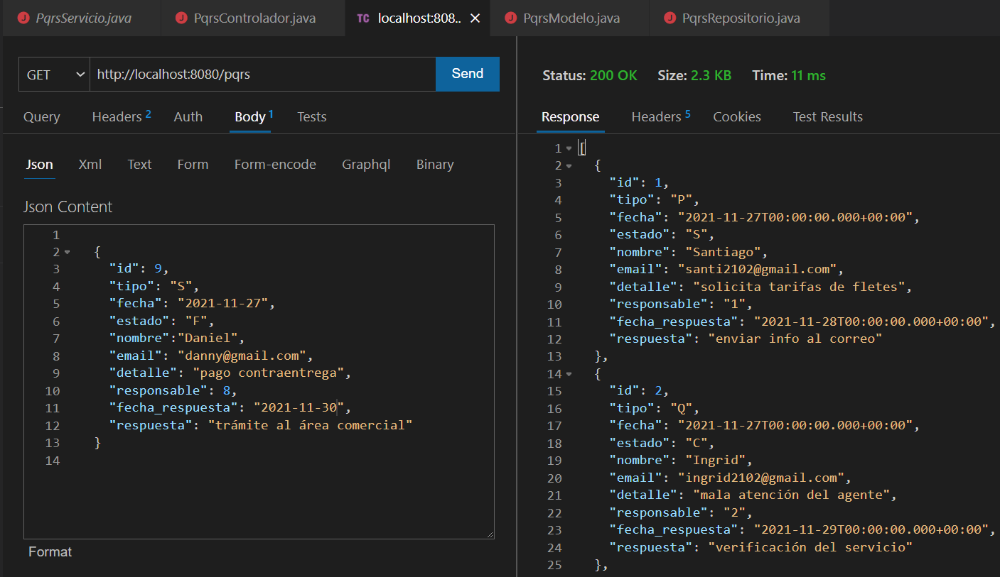 PqrsServicio.java PqrsControlador.java TC localhost:808.. × PqrsModelo.java PqrsRepositorio.java
GET http://localhost:8080/pqrs Send
Query Headers 2 Auth Body 1 Tests
Json Xml Text Form Form-encode Graphql Binary
Json Content
1
2 {
3 "id": 9,
4 "tipo": "S",
5 "fecha": "2021-11-27",
6 "estado": "F",
7 "nombre":"Daniel",
8 "email": "danny@gmail.com",
9 "detalle": "pago contraentrega",
10 "responsable": 8,
11 "fecha_respuesta": "2021-11-30",
12 "respuesta": "trámite al área comercial"
13 }
14
Format
Status: 200 OK Size: 2.3 KB Time: 11 ms
Response Headers 5 Cookies Test Results
1 [
2 {
3 "id": 1,
4 "tipo": "P",
5 "fecha": "2021-11-27T00:00:00.000+00:00",
6 "estado": "S",
7 "nombre": "Santiago",
8 "email": "santi2102@gmail.com",
9 "detalle": "solicita tarifas de fletes",
10 "responsable": "1",
11 "fecha_respuesta": "2021-11-28T00:00:00.000+00:00",
12 "respuesta": "enviar info al correo"
13 },
14 {
15 "id": 2,
16 "tipo": "Q",
17 "fecha": "2021-11-27T00:00:00.000+00:00",
18 "estado": "C",
19 "nombre": "Ingrid",
20 "email": "ingrid2102@gmail.com",
21 "detalle": "mala atención del agente",
22 "responsable": "2",
23 "fecha_respuesta": "2021-11-29T00:00:00.000+00:00",
24 "respuesta": "verificación del servicio"
25 },